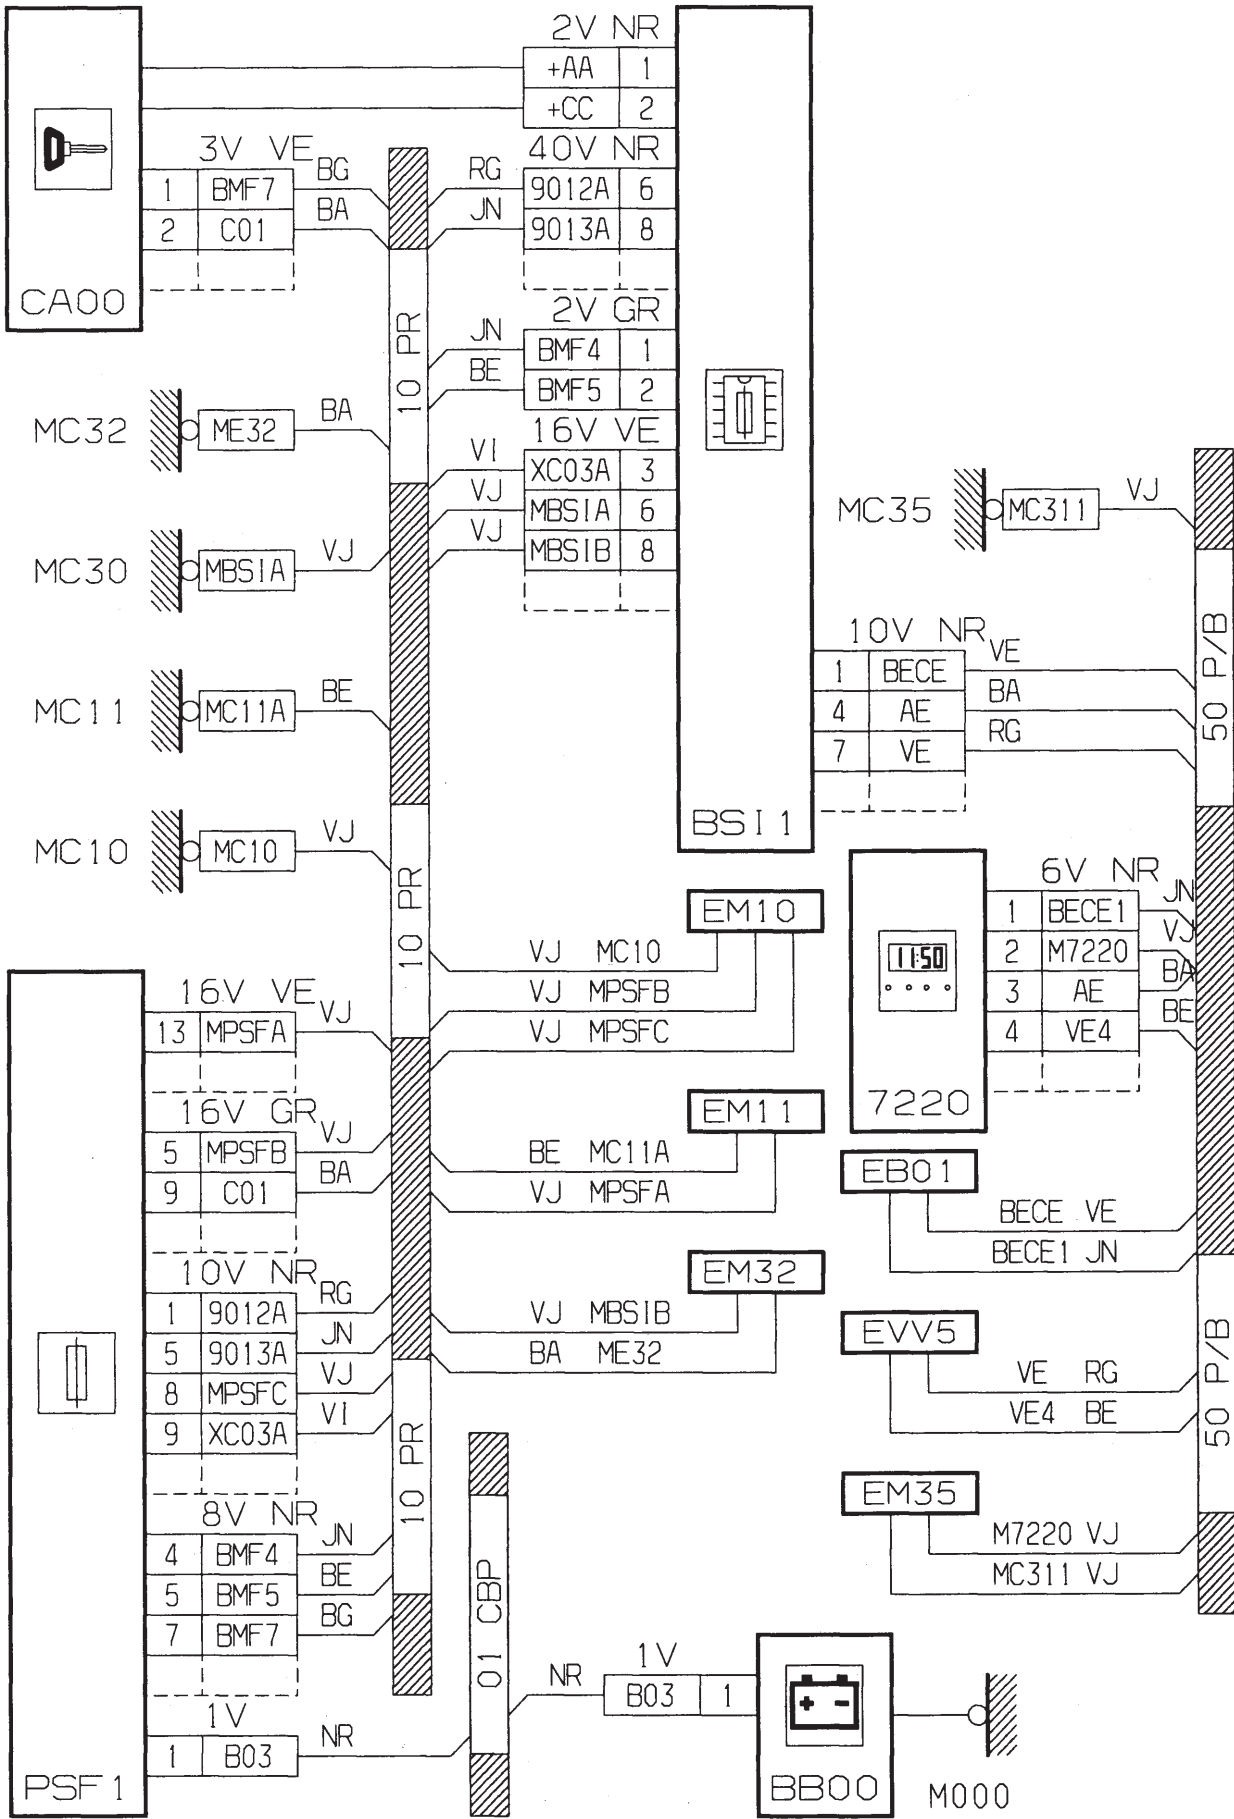 2V NR
+AA 1
+CC 2
3V VE
1 BMF7 BG
2 C01 BA
CA00
40V NR
RG 9012A 6
JN 9013A 8
2V GR
JN BMF4 1
BE BMF5 2
10 PR
MC32 ME32 BA
16V VE
VI XC03A 3
VJ MBSIA 6
VJ MBSIB 8
MC30 MBSIA VJ
MC35 MC311 VJ
10V NR
1 BECE VE
4 AE BA
7 VE RG
50 P/B
BSI1
MC11 MC11A BE
MC10 MC10 VJ
10 PR
6V NR
1 BECE1 JN
2 M7220 VJ
3 AE BA
4 VE4 BE
11:50
7220
EM10
VJ MC10
VJ MPSFB
VJ MPSFC
16V VE
13 MPSFA VJ
16V GR
5 MPSFB VJ
9 C01 BA
EM11
BE MC11A
VJ MPSFA
EB01
BECE VE
BECE1 JN
10V NR
1 9012A RG
5 9013A JN
8 MPSFC VJ
9 XC03A VI
EM32
VJ MBSIB
BA ME32
EVV5
VE RG
VE4 BE
50 P/B
10 PR
8V NR
4 BMF4 JN
5 BMF5 BE
7 BMF7 BG
EM35
M7220 VJ
MC311 VJ
01 CBP
1V
1 B03 NR
PSF1
1V
NR B03 1
+ -
BB00
M000